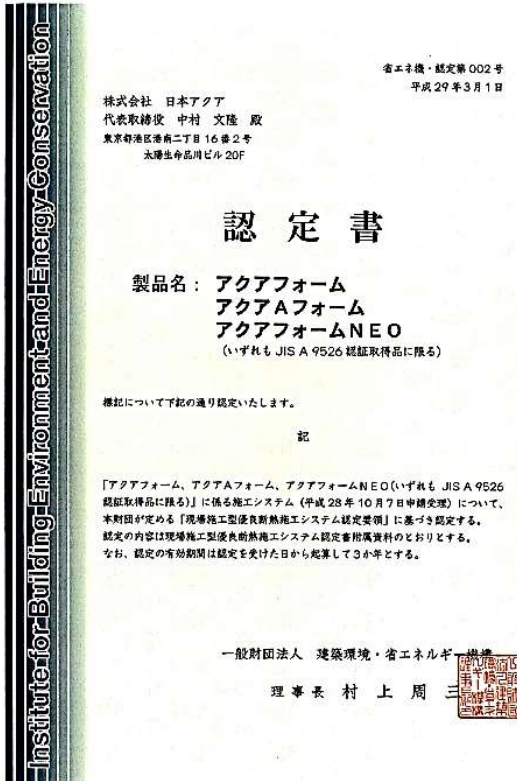 Institute for Building Environment and Energy Conservation
省エネ機・認定第002号
平成29年3月1日
株式会社 日本アクア
代表取締役 中村 文隆 殿
東京都港区港南二丁目16番2号
太陽生命品川ビル 20F
認定書
製品名： アクアフォーム
アクアAフォーム
アクアフォームNEO
(いずれも JIS A 9526 認証取得品に限る)
標記について下記の通り認定いたします。
記
『アクアフォーム、アクアAフォーム、アクアフォームNEO(いずれも JIS A 9526
認証取得品に限る)』に係る施工システム（平成28年10月7日申請受理）について、
本財団が定める『現場施工型優良断熱施工システム認定要領』に基づき認定する。
認定の内容は現場施工型優良断熱施工システム認定書附属資料のとおりとする。
なお、認定の有効期間は認定を受けた日から起算して3か年とする。
一般財団法人 建築環境・省エネルギー機構
理事長 村上周三